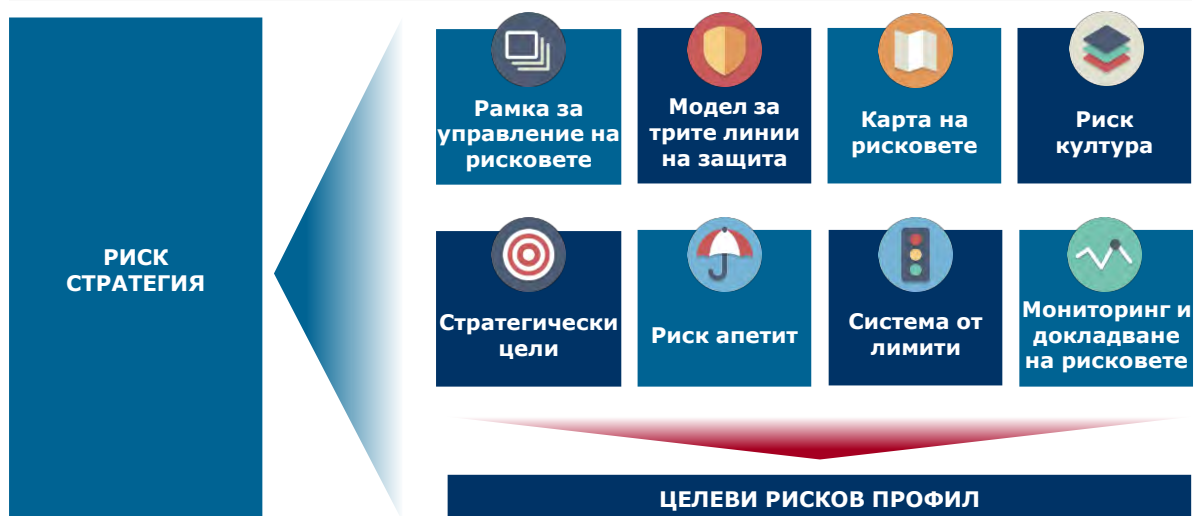 РИСК
СТРАТЕГИЯ
Рамка за
управление на
рисковете
Модел за
трите линии
на защита
Карта на
рисковете
Риск
култура
Стратегически
цели
Риск апетит
Система от
лимити
Мониторинг и
докладване
на рисковете
ЦЕЛЕВИ РИСКОВ ПРОФИЛ